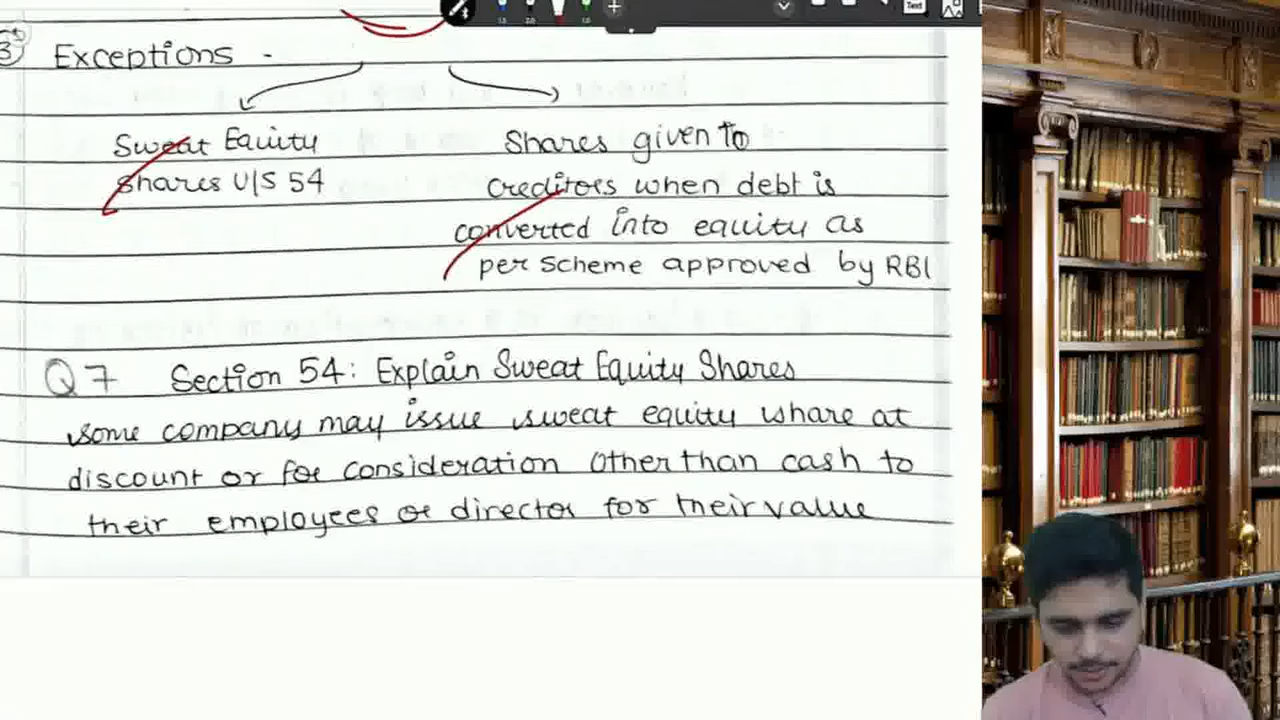 3 Exceptions -
Sweat Equity
Shares U/S 54
Shares given to
Creditors when debt is
converted into equity as
per scheme approved by RBI
Q7 Section 54: Explain Sweat Equity Shares
some company may issue sweat equity share at
discount or for consideration Other than cash to
their employees or director for their value
Text